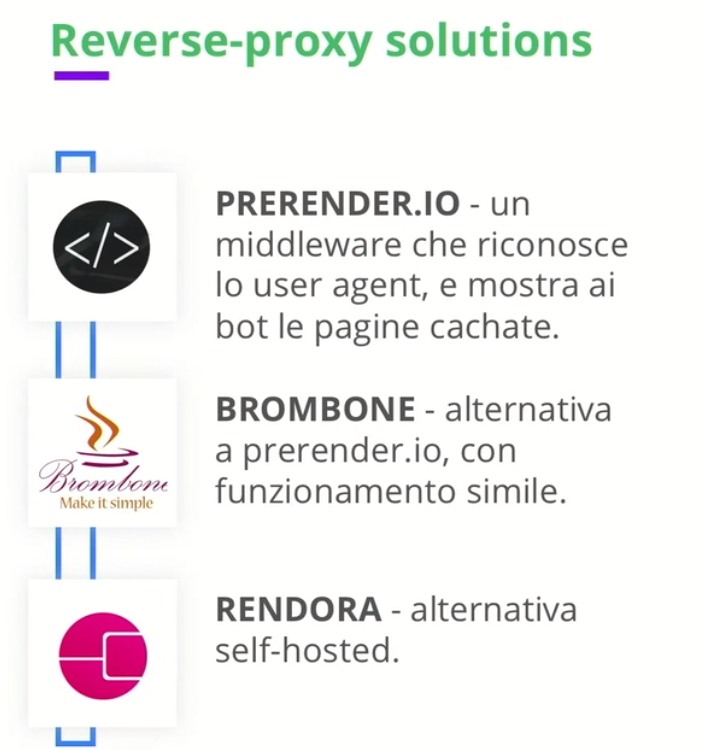 Reverse-proxy solutions
</>
PRERENDER.IO - un
middleware che riconosce
lo user agent, e mostra ai
bot le pagine cachate.
Brombone
Make it simple
BROMBONE - alternativa
a prerender.io, con
funzionamento simile.
RENDORA - alternativa
self-hosted.